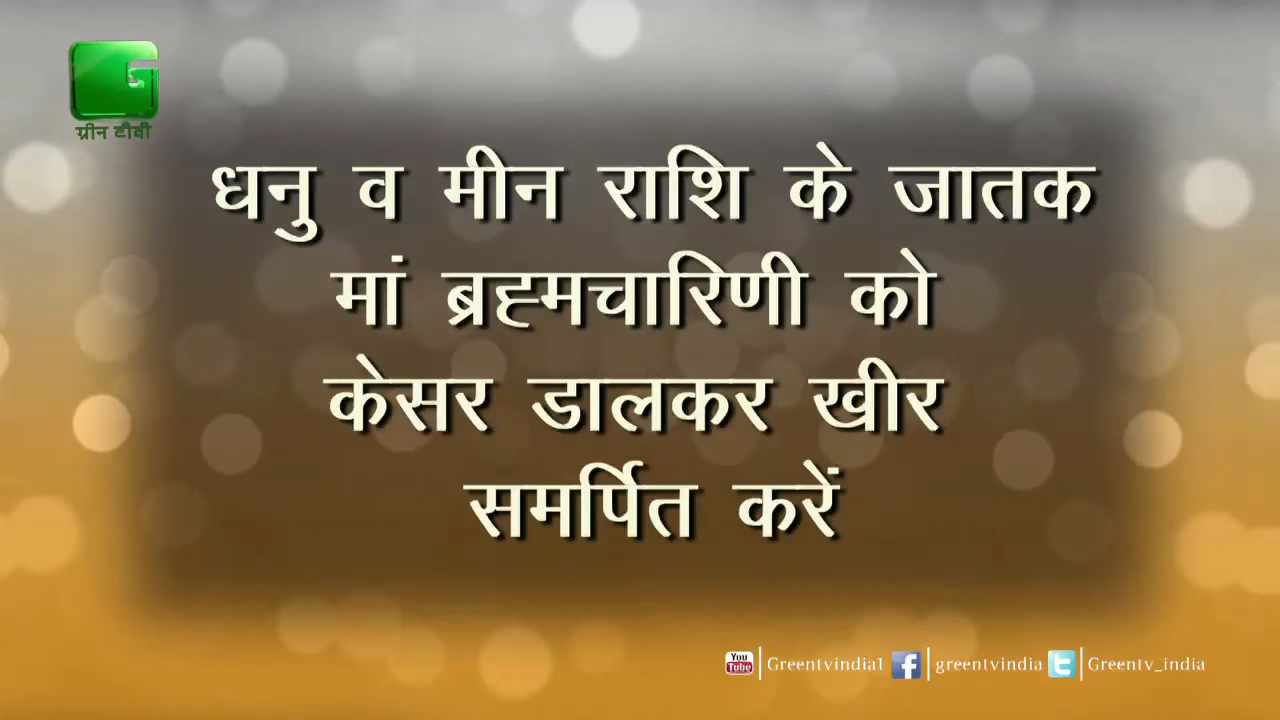 ग्रीन टीवी
धनु व मीन राशि के जातक
मां ब्रह्मचारिणी को
केसर डालकर खीर
समर्पित करें
You Tube Greentvindia1 f greentvindia t Greentv_india